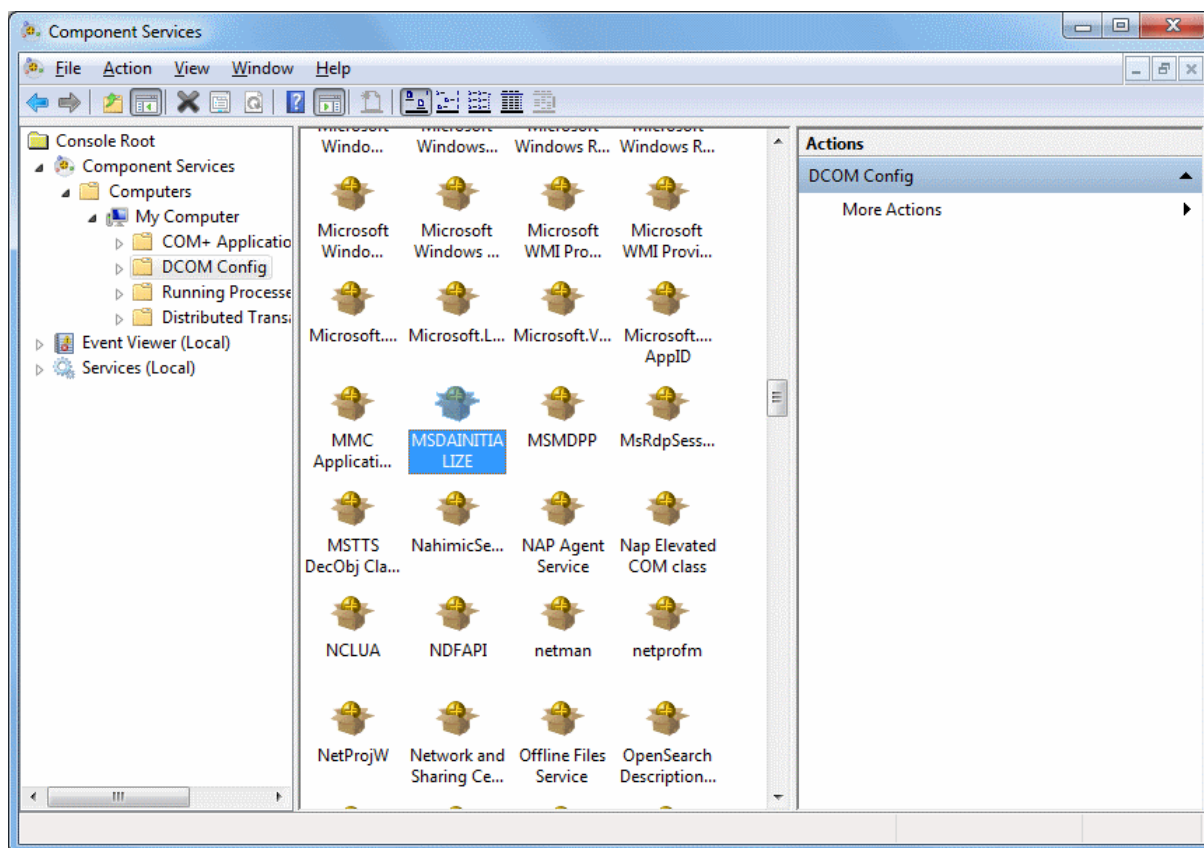 Component Services
File Action View Window Help
Console Root
Component Services
Computers
My Computer
COM+ Applicatio
DCOM Config
Running Processe
Distributed Trans
Event Viewer (Local)
Services (Local)
Microsoft Microsoft Microsoft Microsoft
Windo... Windows... Windows R... Windows R...
Microsoft Microsoft Microsoft Microsoft
Windo... Windows ... WMI Pro... WMI Provi...
Microsoft.... Microsoft.L... Microsoft.V... Microsoft....
AppID
MMC MSDAINITIA MSMDPP MsRdpSess...
Applicati... LIZE
MSTTS NahimicSe... NAP Agent Nap Elevated
DecObj Cla... Service COM class
NCLUA NDFAPI netman netprofm
NetProjW Network and Offline Files OpenSearch
Sharing Ce... Service Description...
Actions
DCOM Config
More Actions